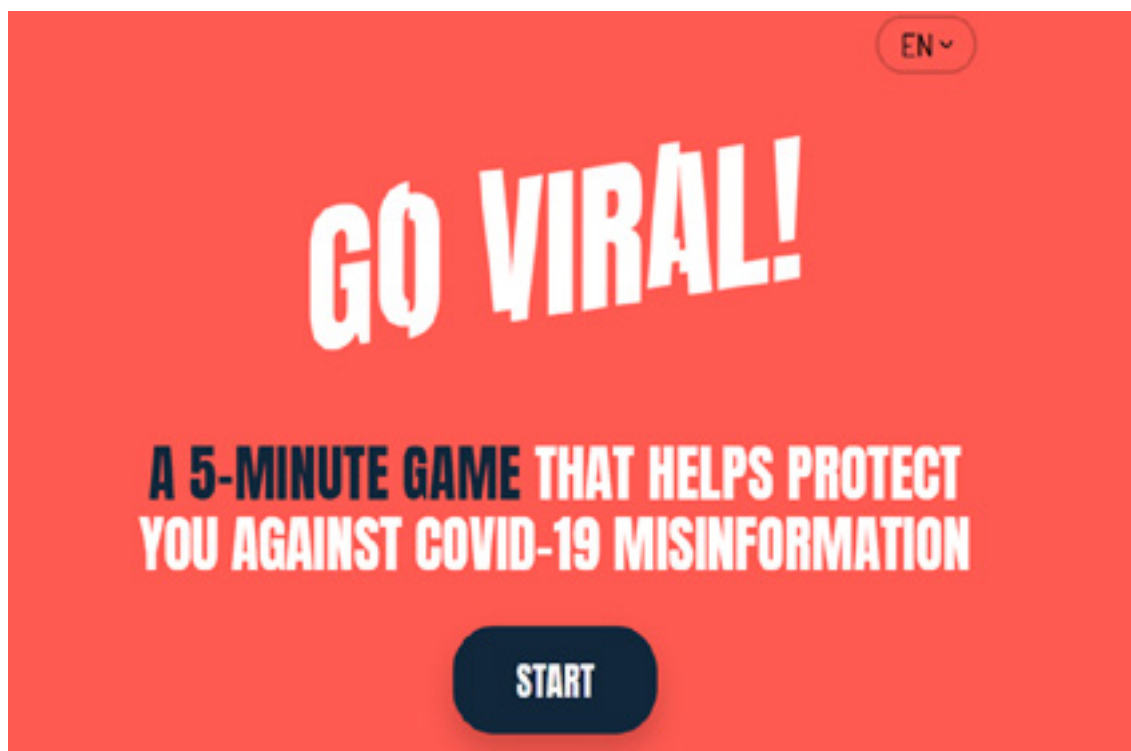 EN
GO VIRAL!
A 5-MINUTE GAME THAT HELPS PROTECT
YOU AGAINST COVID-19 MISINFORMATION
START